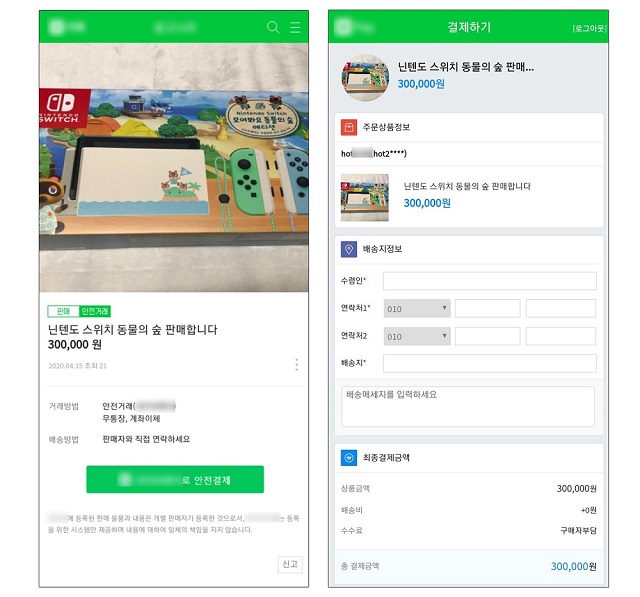 NINTENDO
SWITCH.
Nintendo Switch
모여봐요 동물의 숲
에디션
판매 안전거래
닌텐도 스위치 동물의 숲 판매합니다
300,000 원
2020.04.15 조회 21
거래방법 안전거래(
무통장, 계좌이체
배송방법 판매자와 직접 연락하세요
로 안전결제
에 등록된 판매 물품과 내용은 개별 판매자가 등록한 것으로서, 는 등록
을 위한 시스템만 제공하며 내용에 대하여 일체의 책임을 지지 않습니다.
신고
결제하기 [로그아웃]
닌텐도 스위치 동물의 숲 판매...
300,000원
주문상품정보
hot hot2****)
닌텐도 스위치 동물의 숲 판매합니다
300,000원
배송지정보
수령인*
연락처1* 010
연락처2 010
배송지*
배송메세지를 입력하세요
최종결제금액
상품금액 300,000원
배송비 +0원
수수료 구매자부담
총 결제금액 300,000원